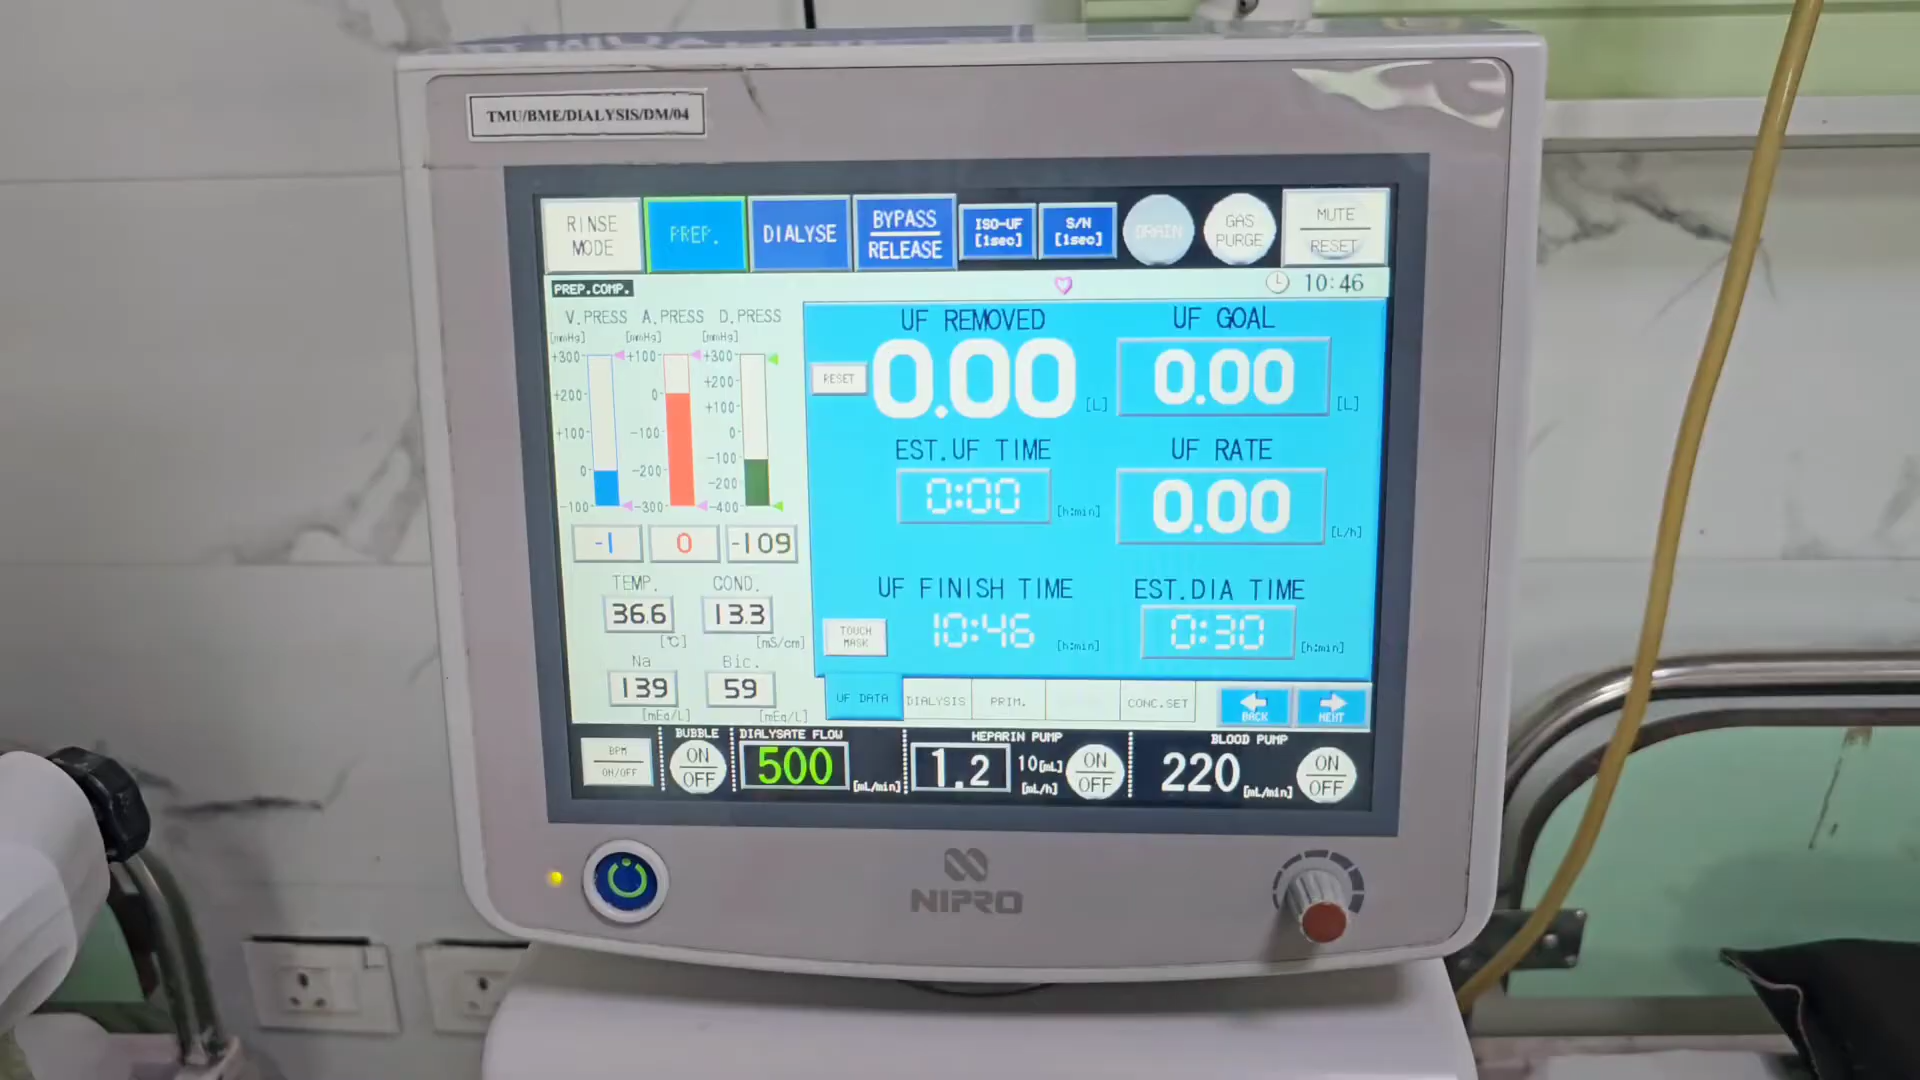 TMU/BME/DIALYSIS/DM/04
RINSE MODE
PREP.
DIALYSE
BYPASS
RELEASE
ISO-UF [1sec]
S/N [1sec]
DRAIN
GAS PURGE
MUTE
RESET
PREP.COMP.
10:46
V.PRESS A.PRESS D.PRESS
[mmHg] [mmHg] [mmHg]
+300 +100 +300
+200 0 +200
+100 -100 +100
0 -200 0
-100 -300 -100
-200
-400
-1 0 -109
TEMP. COND.
36.6 13.3
[℃] [mS/cm]
Na Bic.
139 59
[mEq/L] [mEq/L]
UF REMOVED
RESET
0.00 [L]
UF GOAL
0.00 [L]
EST.UF TIME
0:00 [h:min]
UF RATE
0.00 [L/h]
UF FINISH TIME
TOUCH MASK
10:46 [h:min]
EST.DIA TIME
0:30 [h:min]
UF DATA
DIALYSIS
PRIM.
CONC.SET
BACK
NEXT
BPM
ON/OFF
BUBBLE
ON
OFF
DIALYSATE FLOW
500 [mL/min]
HEPARIN PUMP
1.2 10[mL]
[mL/h]
ON
OFF
BLOOD PUMP
220 [mL/min]
ON
OFF
NIPRO